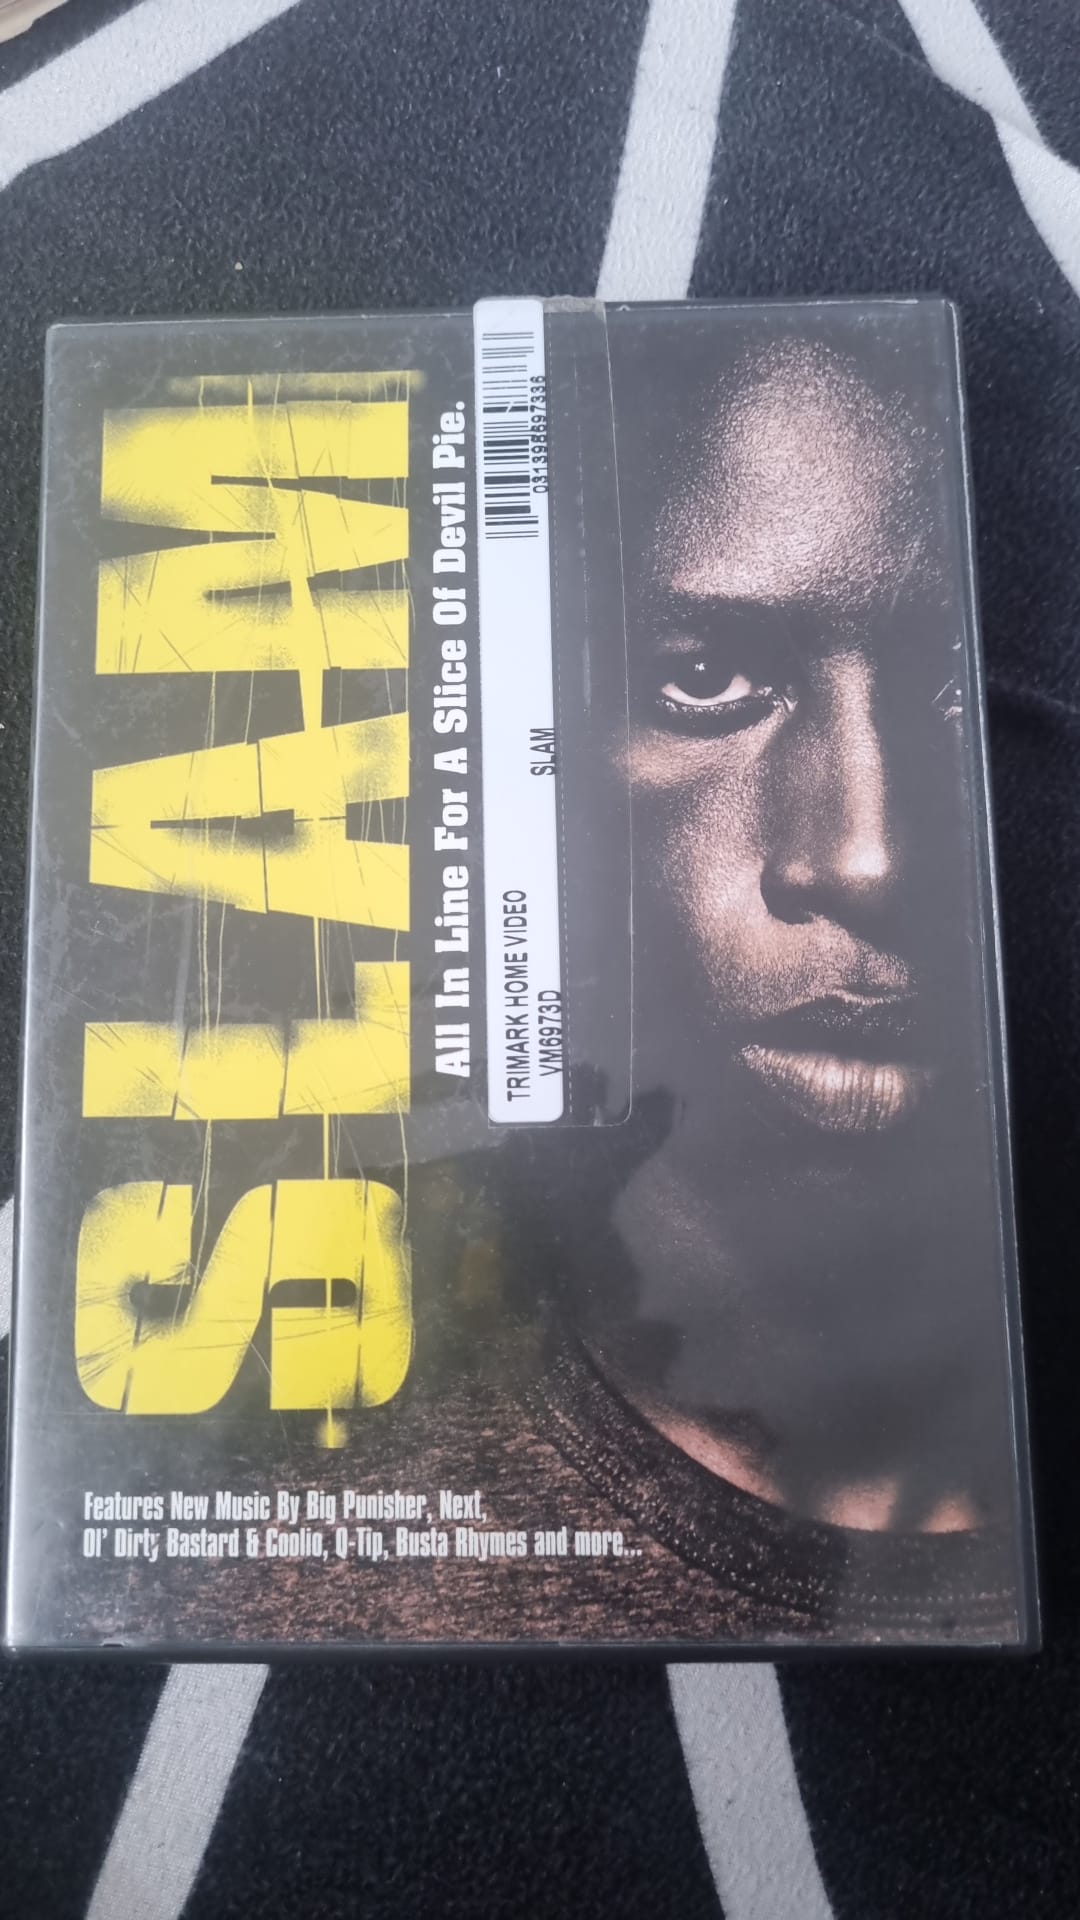 SLAM
All In Line For A Slice Of Devil Pie.
031398697336
TRIMARK HOME VIDEO
VM6973D SLAM
Features New Music By Big Punisher, Next,
Ol' Dirty Bastard & Coolio, Q-Tip, Busta Rhymes and more...